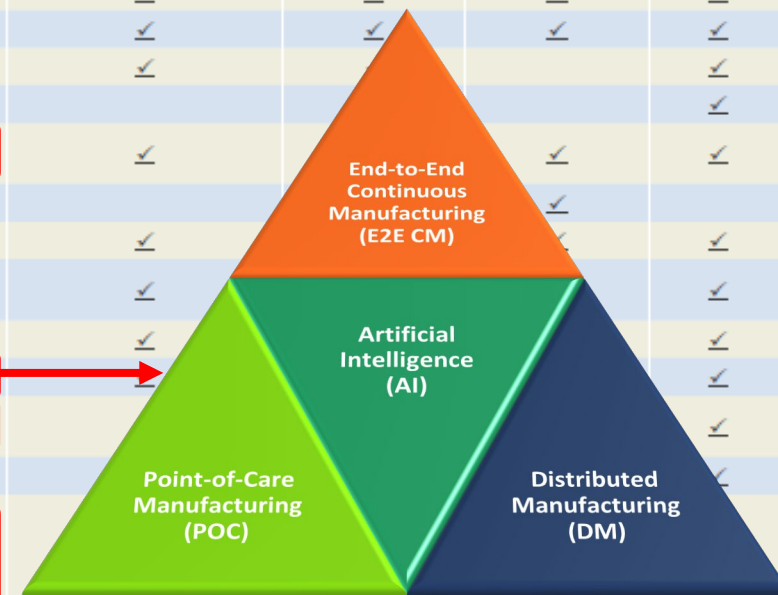 End-to-End
Continuous
Manufacturing
(E2E CM)
Artificial
Intelligence
(AI)
Point-of-Care
Manufacturing
(POC)
Distributed
Manufacturing
(DM)